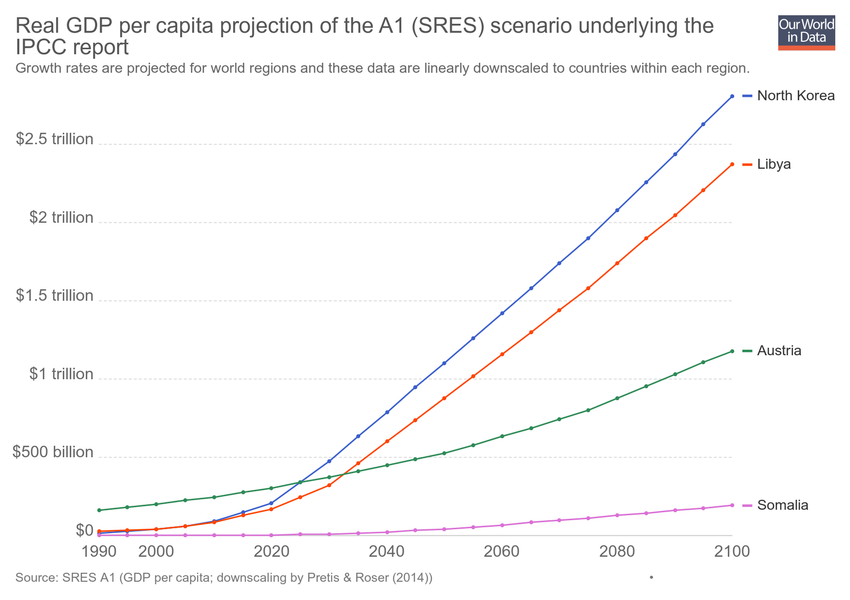 Real GDP per capita projection of the A1 (SRES) scenario underlying the
IPCC report
Our World
in Data
Growth rates are projected for world regions and these data are linearly downscaled to countries within each region.
North Korea
$2.5 trillion
Libya
$2 trillion
$1.5 trillion
$1 trillion
Austria
$500 billion
Somalia
$0
1990 2000 2020 2040 2060 2080 2100
Source: SRES A1 (GDP per capita; downscaling by Pretis & Roser (2014))